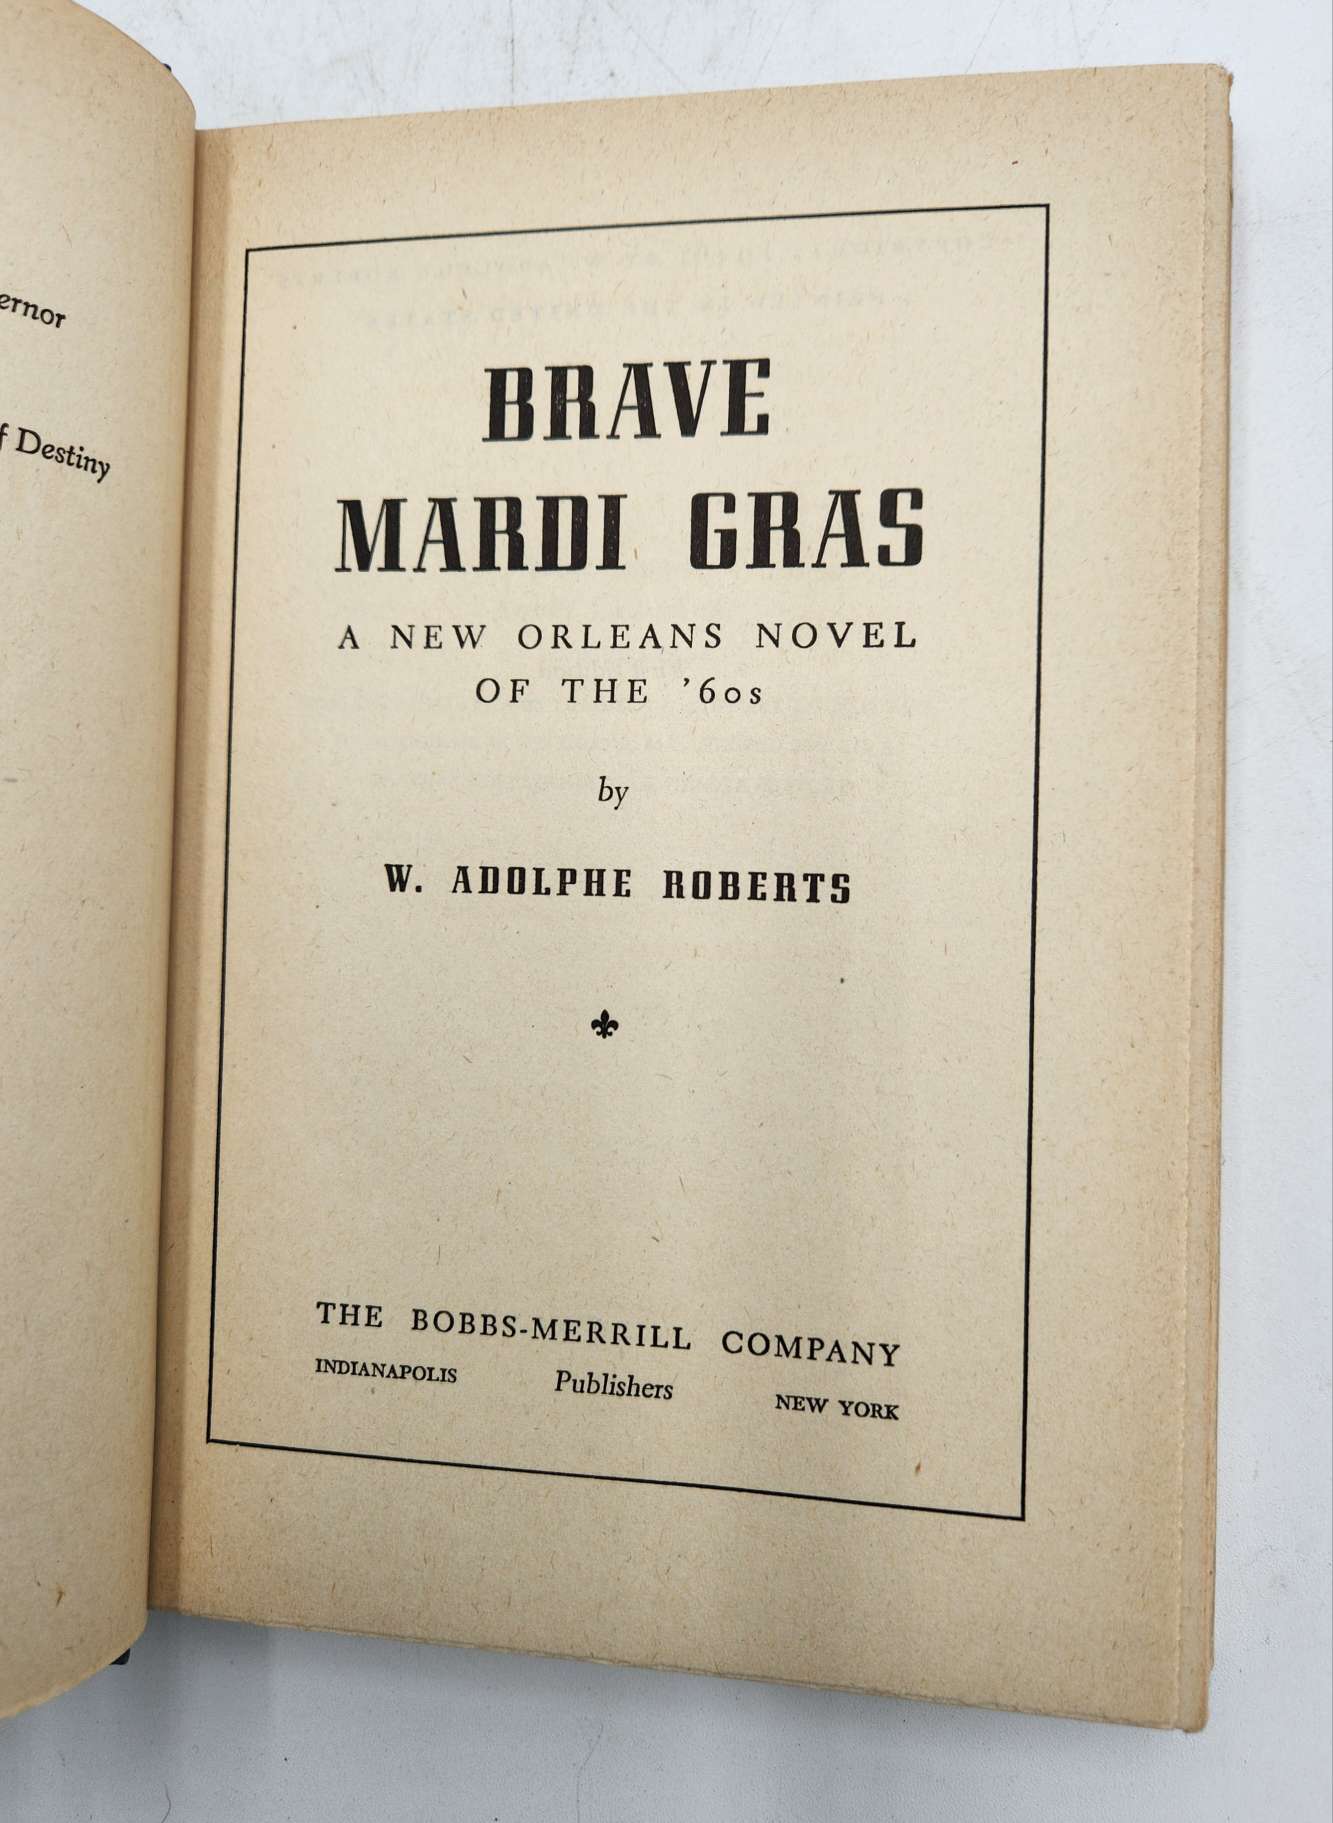 ernor
f Destiny
BRAVE
MARDI GRAS
A NEW ORLEANS NOVEL
OF THE '60s
by
W. ADOLPHE ROBERTS
THE BOBBS-MERRILL COMPANY
INDIANAPOLIS Publishers NEW YORK